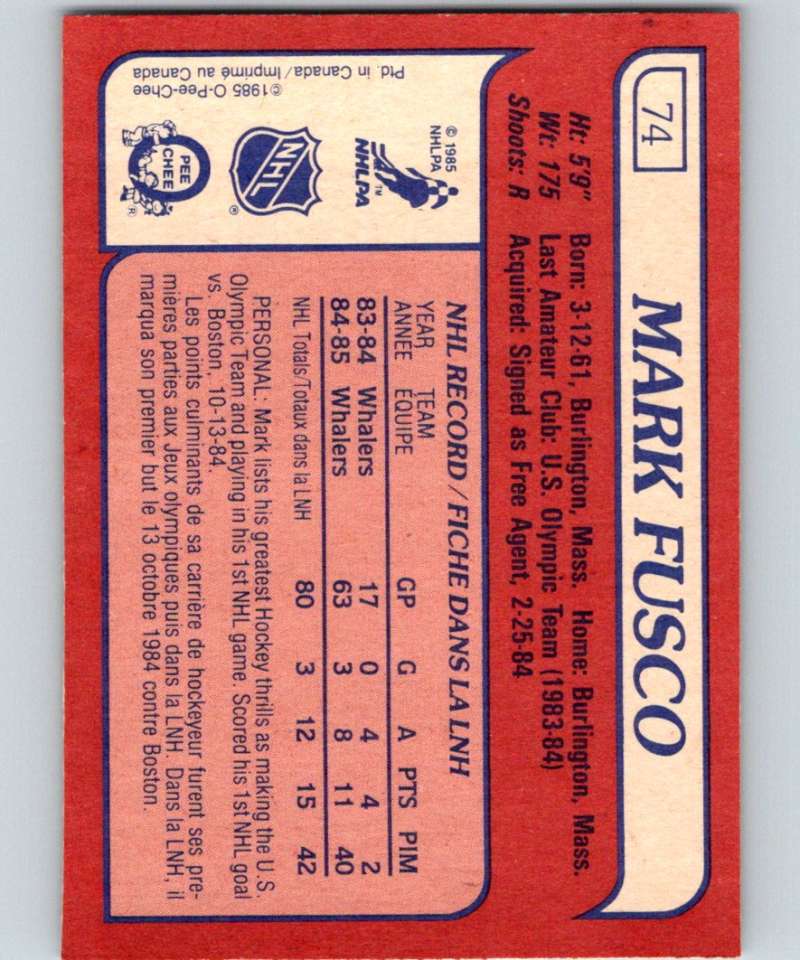 74
MARK FUSCO
Ht: 5'9" Born: 3-12-61, Burlington, Mass. Home: Burlington, Mass.
Wt: 175 Last Amateur Club: U.S. Olympic Team (1983-84)
Shoots: R Acquired: Signed as Free Agent, 2-25-84
NHL RECORD / FICHE DANS LA LNH
YEAR TEAM
ANNÉE ÉQUIPE GP G A PTS PIM
83-84 Whalers 17 0 4 4 2
84-85 Whalers 63 3 8 11 40
NHL Totals/Totaux dans la LNH 80 3 12 15 42
PERSONAL: Mark lists his greatest Hockey thrills as making the U.S.
Olympic Team and playing in his 1st NHL game. Scored his 1st NHL goal
vs. Boston, 10-13-84.
Les points culminants de sa carrière de hockeyeur furent ses pre-
mières parties aux Jeux olympiques puis dans la LNH. Dans la LNH, il
marqua son premier but le 13 octobre 1984 contre Boston.
© 1985
NHLPA
NHLPA™
NHL
®
O
PEE
CHEE
®
©1985 O-Pee-Chee
Ptd. in Canada/Imprimé au Canada